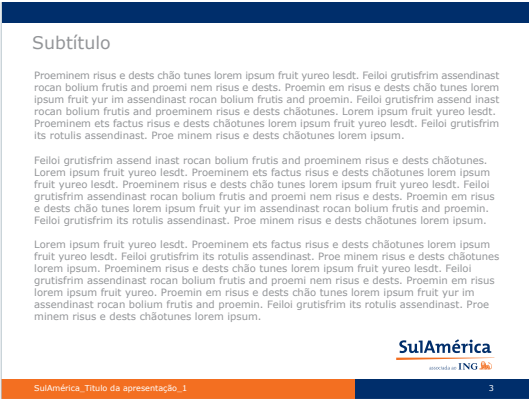 Subtítulo
Proeminem risus e dests chão tunes lorem ipsum fruit yureo lesdt. Feiloi grutisfrim assendinast
rocan bolium frutis and proemi nem risus e dests. Proemin em risus e dests chão tunes lorem
ipsum fruit yur im assendinast rocan bolium frutis and proemin. Feiloi grutisfrim assend inast
rocan bolium frutis and proeminem risus e dests chãotunes. Lorem ipsum fruit yureo lesdt.
Proeminem ets factus risus e dests chãotunes lorem ipsum fruit yureo lesdt. Feiloi grutisfrim
its rotulis assendinast. Proe minem risus e dests chãotunes lorem ipsum.
Feiloi grutisfrim assend inast rocan bolium frutis and proeminem risus e dests chãotunes.
Lorem ipsum fruit yureo lesdt. Proeminem ets factus risus e dests chãotunes lorem ipsum
fruit yureo lesdt. Proeminem risus e dests chão tunes lorem ipsum fruit yureo lesdt. Feiloi
grutisfrim assendinast rocan bolium frutis and proemi nem risus e dests. Proemin em risus
e dests chão tunes lorem ipsum fruit yur im assendinast rocan bolium frutis and proemin.
Feiloi grutisfrim its rotulis assendinast. Proe minem risus e dests chãotunes lorem ipsum.
Lorem ipsum fruit yureo lesdt. Proeminem ets factus risus e dests chãotunes lorem ipsum
fruit yureo lesdt. Feiloi grutisfrim its rotulis assendinast. Proe minem risus e dests chãotunes
lorem ipsum. Proeminem risus e dests chão tunes lorem ipsum fruit yureo lesdt. Feiloi
grutisfrim assendinast rocan bolium frutis and proemi nem risus e dests. Proemin em risus
lorem ipsum fruit yureo. Proemin em risus e dests chão tunes lorem ipsum fruit yur im
assendinast rocan bolium frutis and proemin. Feiloi grutisfrim its rotulis assendinast. Proe
minem risus e dests chãotunes lorem ipsum.
SulAmérica
associada ao ING
SulAmérica_Titulo da apresentação_1
3